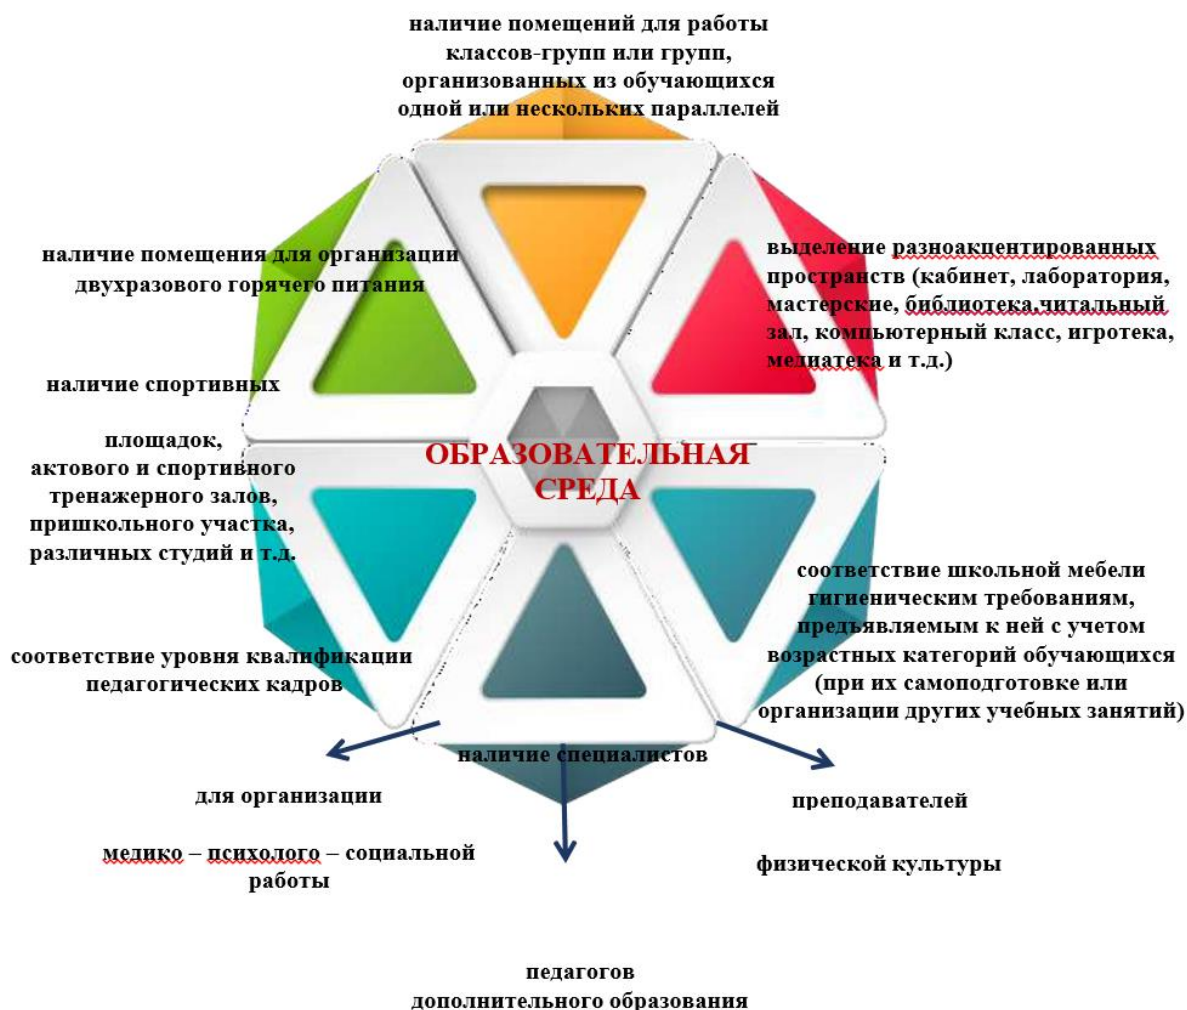 наличие помещений для работы
классов-групп или групп,
организованных из обучающихся
одной или нескольких параллелей
наличие помещения для организации
двухразового горячего питания
выделение разноакцентированных
пространств (кабинет, лаборатория,
мастерские, библиотека,читальный
зал, компьютерный класс, игротека,
медиатека и т.д.)
наличие спортивных
площадок,
актового и спортивного
тренажерного залов,
пришкольного участка,
различных студий и т.д.
ОБРАЗОВАТЕЛЬНАЯ
СРЕДА
соответствие школьной мебели
гигиеническим требованиям,
предъявляемым к ней с учетом
возрастных категорий обучающихся
(при их самоподготовке или
организации других учебных занятий)
соответствие уровня квалификации
педагогических кадров
наличие специалистов
для организации
медико – психолого – социальной
работы
преподавателей
физической культуры
педагогов
дополнительного образования